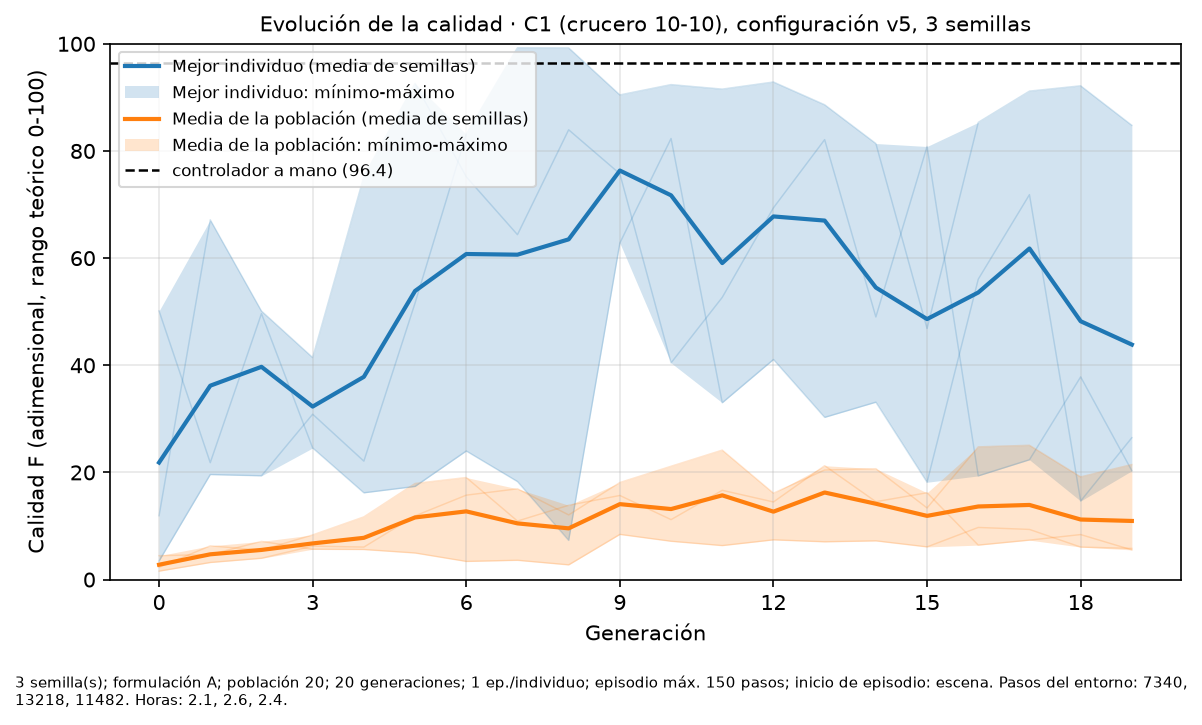 Evolución de la calidad · C1 (crucero 10-10), configuración v5, 3 semillas
Calidad F (adimensional, rango teórico 0-100)
100
80
60
40
20
0
Mejor individuo (media de semillas)
Mejor individuo: mínimo-máximo
Media de la población (media de semillas)
Media de la población: mínimo-máximo
controlador a mano (96.4)
0 3 6 9 12 15 18
Generación
3 semilla(s); formulación A; población 20; 20 generaciones; 1 ep./individuo; episodio máx. 150 pasos; inicio de episodio: escena. Pasos del entorno: 7340,
13218, 11482. Horas: 2.1, 2.6, 2.4.